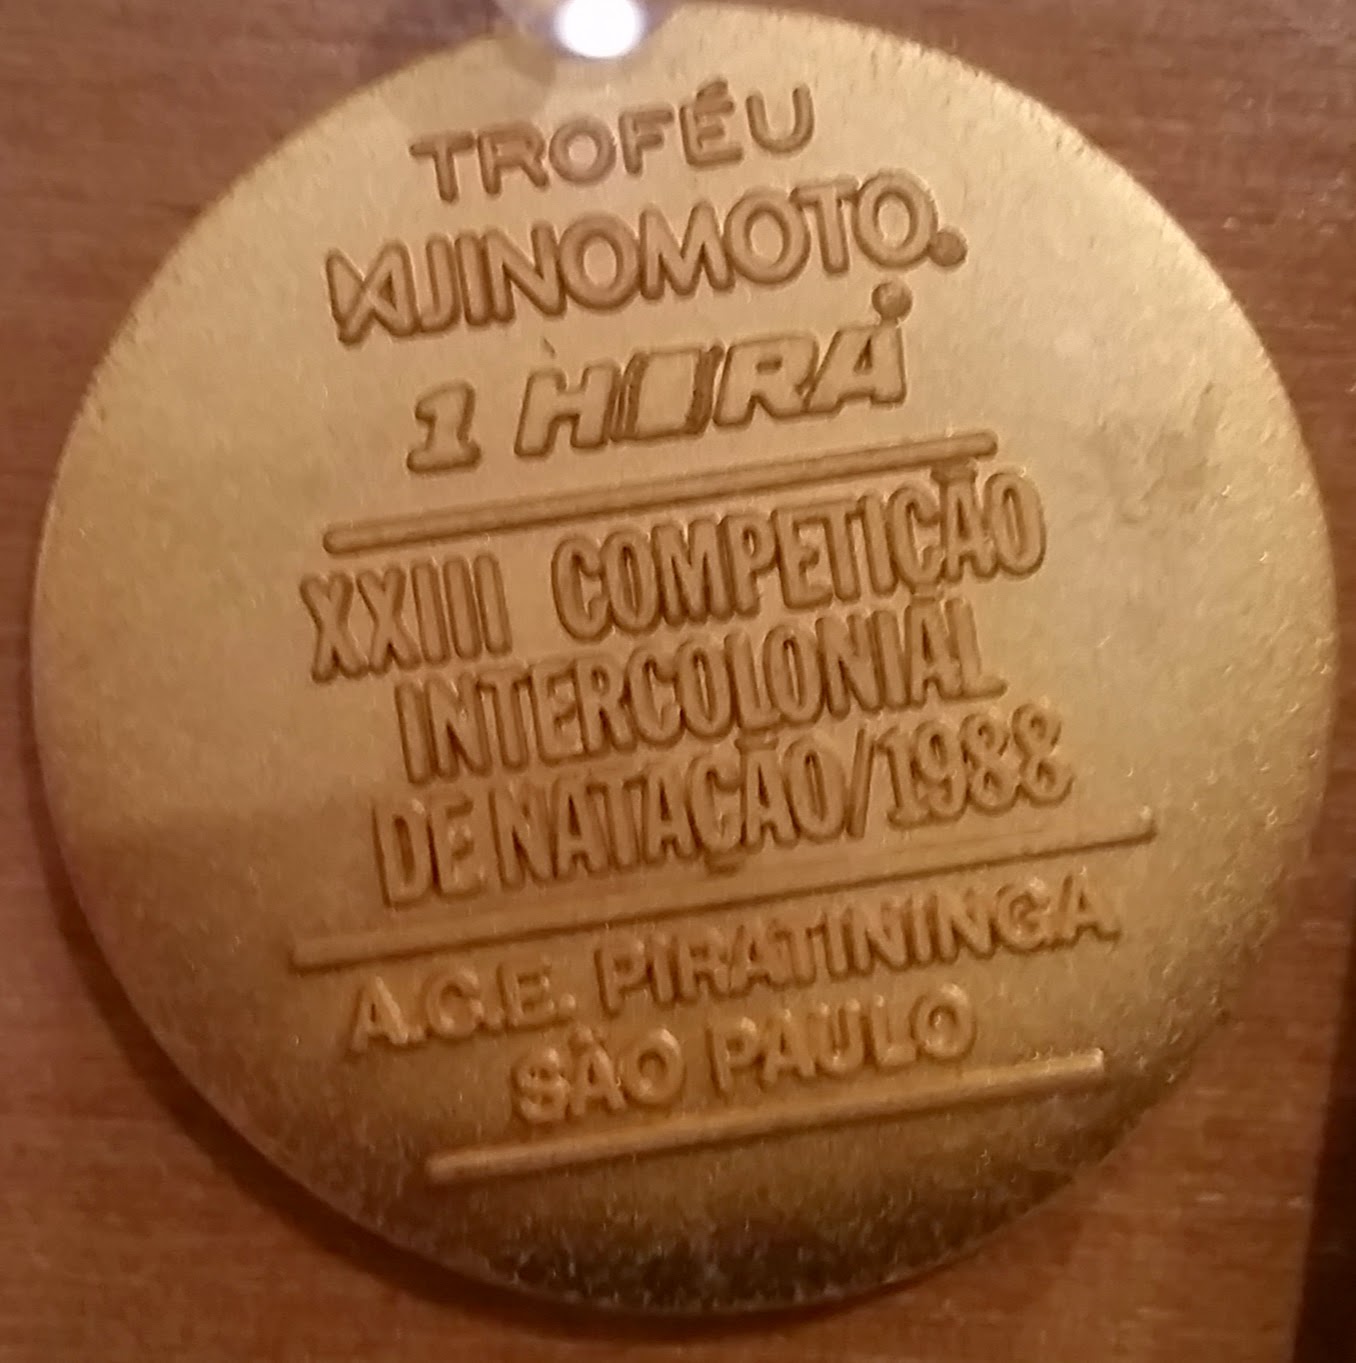 TROFÉU
AJINOMOTO.
1 HORA
XXIII COMPETIÇÃO
INTERCOLONIAL
DE NATAÇÃO/1988
A.C.E. PIRATININGA
SÃO PAULO